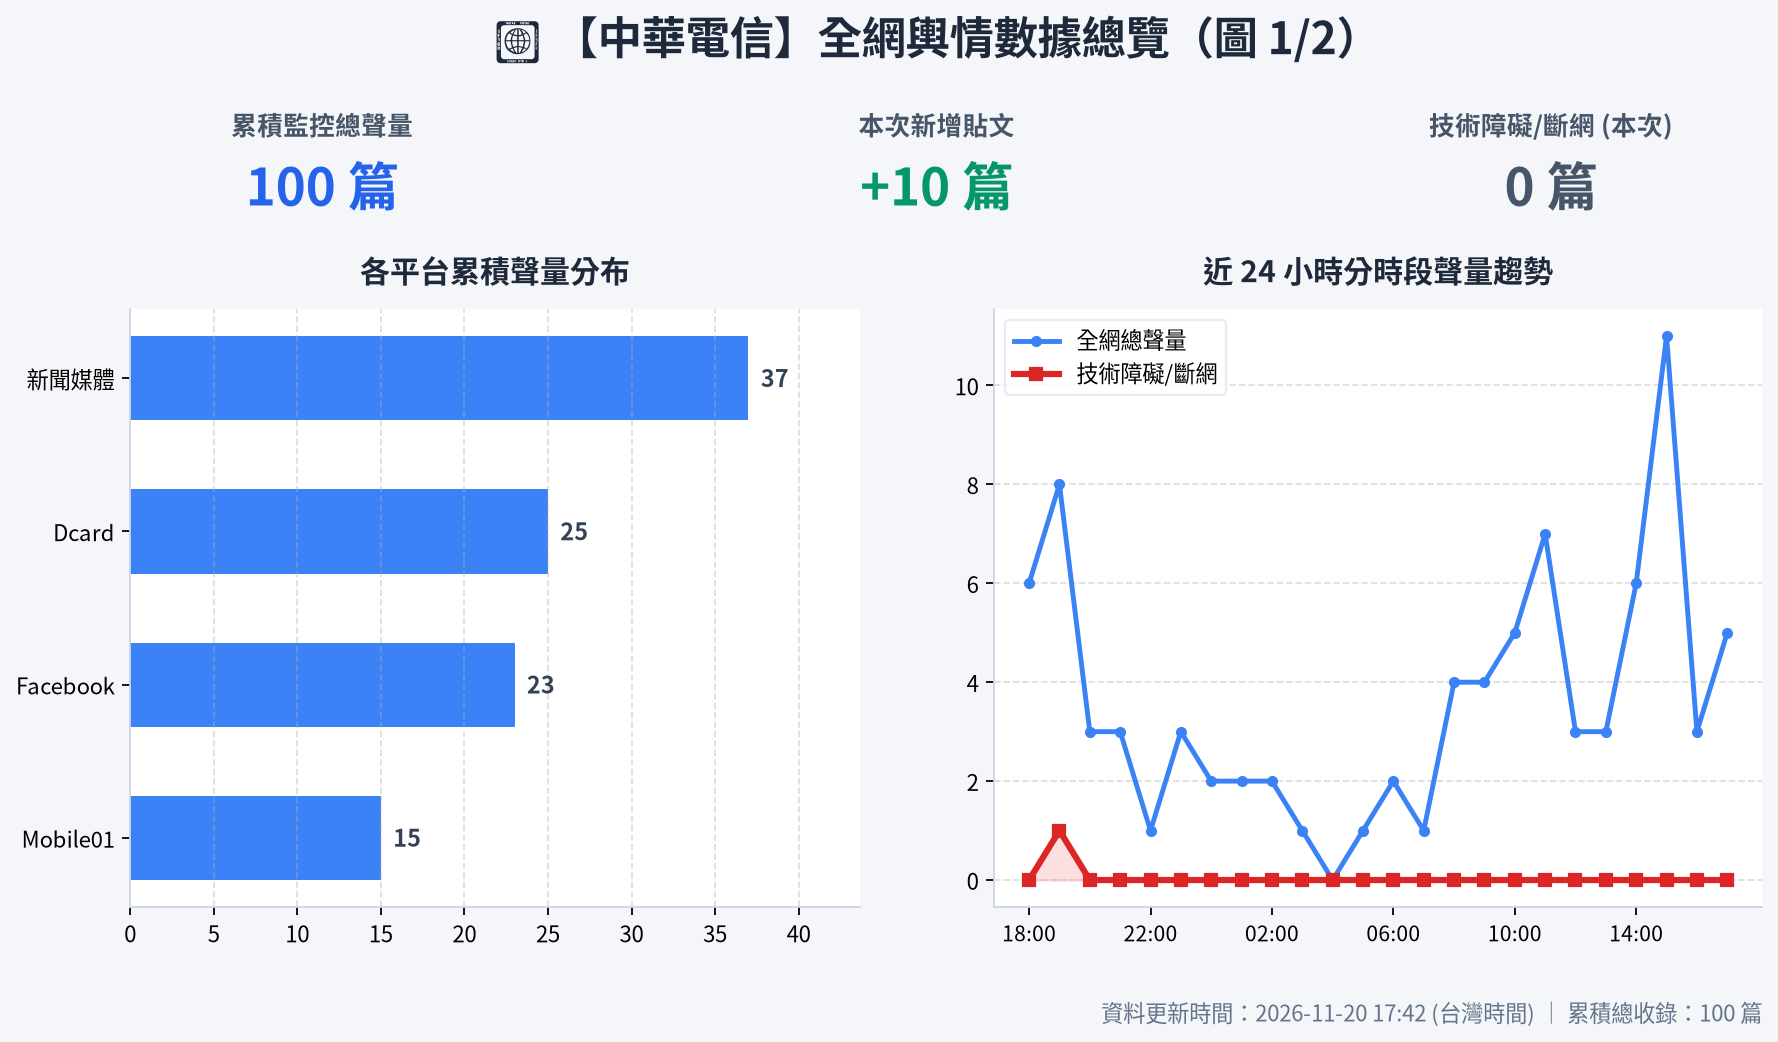 【中華電信】全網輿情數據總覽（圖 1/2）
累積監控總聲量
100 篇
本次新增貼文
+10 篇
技術障礙/斷網 (本次)
0 篇
各平台累積聲量分布
新聞媒體
37
Dcard
25
Facebook
23
Mobile01
15
0 5 10 15 20 25 30 35 40
近 24 小時分時段聲量趨勢
全網總聲量
技術障礙/斷網
10
8
6
4
2
0
18:00 22:00 02:00 06:00 10:00 14:00
資料更新時間：2026-11-20 17:42 (台灣時間) ｜ 累積總收錄：100 篇